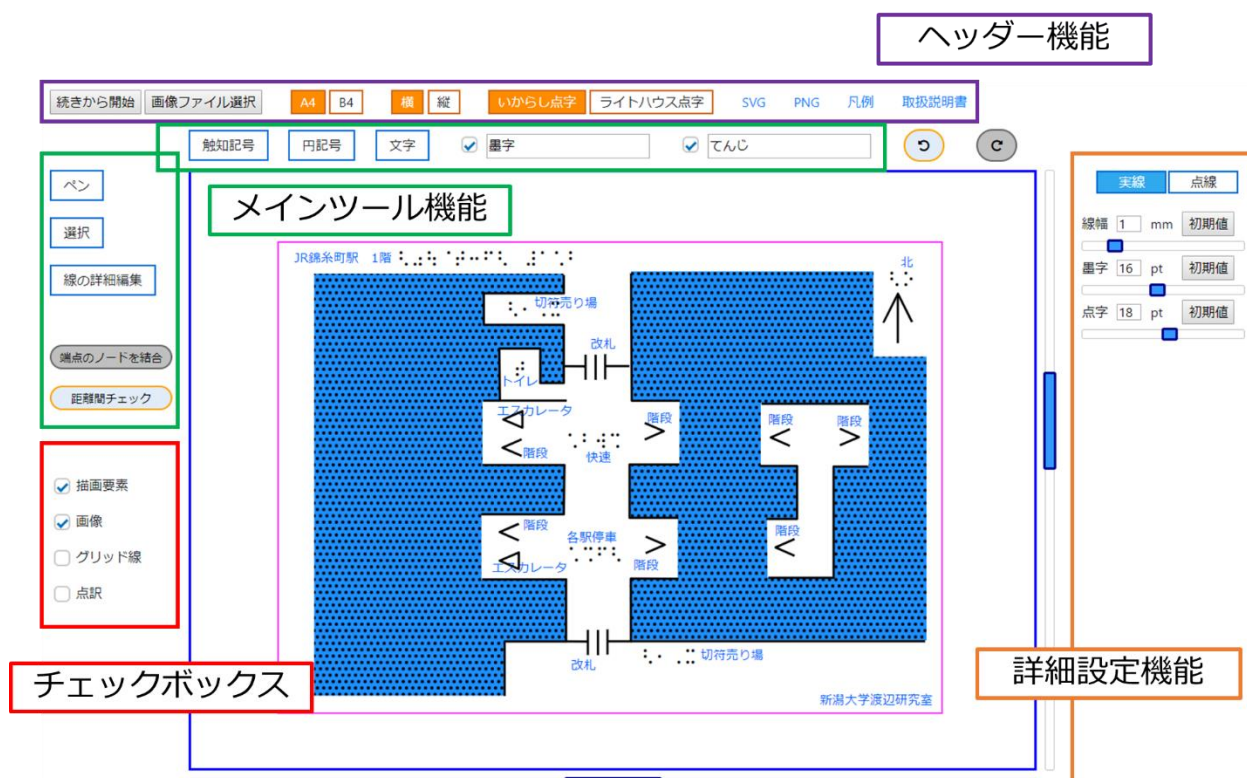 ヘッダー機能
続きから開始 画像ファイル選択 A4 B4 横 縦 いからし点字 ライトハウス点字 SVG PNG 凡例 取扱説明書
触知記号 円記号 文字 墨字 てんじ
ペン
選択
線の詳細編集
端点のノードを結合
距離間チェック
メインツール機能
実線 点線
線幅 1 mm 初期値
墨字 16 pt 初期値
点字 18 pt 初期値
JR錦糸町駅 1階
北
切符売り場
改札
トイレ
エスカレータ
階段
階段
階段
階段
快速
階段
各駅停車
階段
エスカレータ
階段
改札
切符売り場
新潟大学渡辺研究室
描画要素
画像
グリッド線
点訳
チェックボックス
詳細設定機能